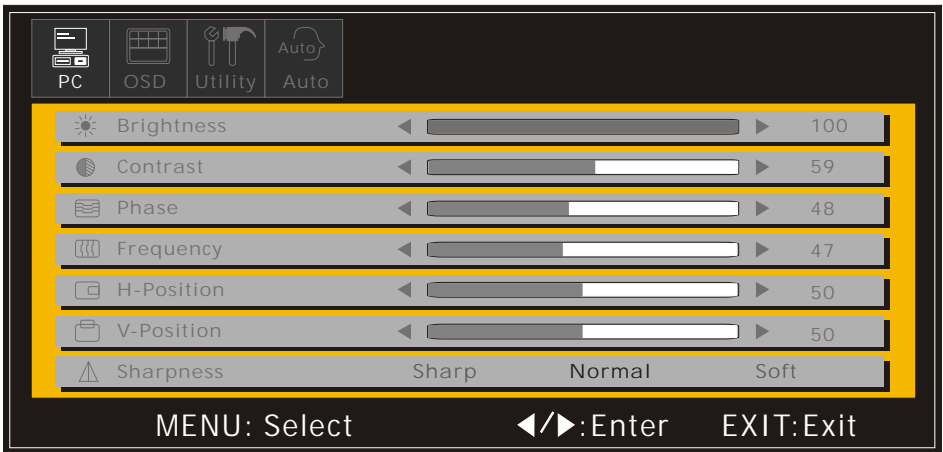 Auto
PC OSD Utility Auto
Brightness 100
Contrast 59
Phase 48
Frequency 47
H-Position 50
V-Position 50
Sharpness Sharp Normal Soft
MENU: Select ◀/▶:Enter EXIT:Exit